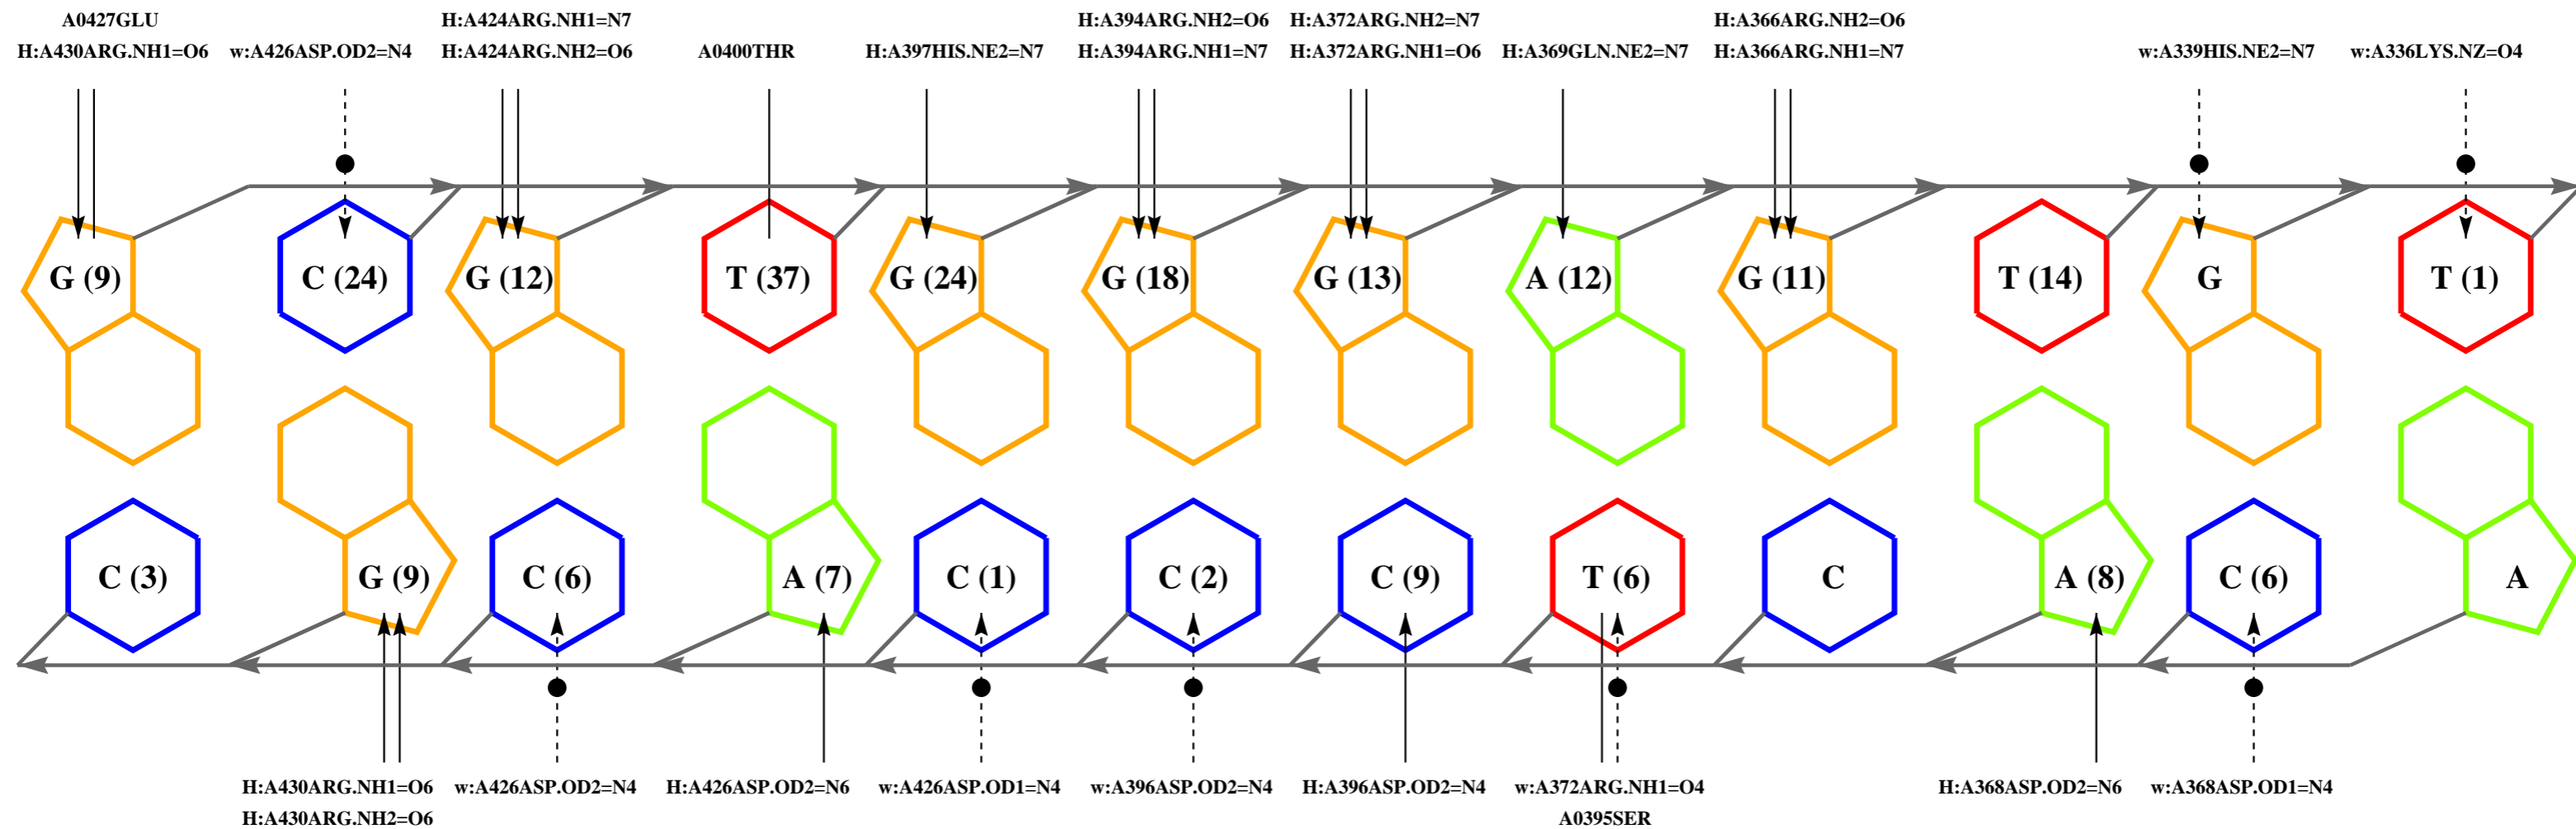 A0427GLU H:A424ARG.NH1=N7 H:A394ARG.NH2=O6 H:A372ARG.NH2=N7 H:A366ARG.NH2=O6
H:A430ARG.NH1=O6 w:A426ASP.OD2=N4 H:A424ARG.NH2=O6 A0400THR H:A397HIS.NE2=N7 H:A394ARG.NH1=N7 H:A372ARG.NH1=O6 H:A369GLN.NE2=N7 H:A366ARG.NH1=N7 w:A339HIS.NE2=N7 w:A336LYS.NZ=O4
G (9) C (24) G (12) T (37) G (24) G (18) G (13) A (12) G (11) T (14) G T (1)
C (3) G (9) C (6) A (7) C (1) C (2) C (9) T (6) C A (8) C (6) A
H:A430ARG.NH1=O6 w:A426ASP.OD2=N4 H:A426ASP.OD2=N6 w:A426ASP.OD1=N4 w:A396ASP.OD2=N4 H:A396ASP.OD2=N4 w:A372ARG.NH1=O4 H:A368ASP.OD2=N6 w:A368ASP.OD1=N4
H:A430ARG.NH2=O6 A0395SER